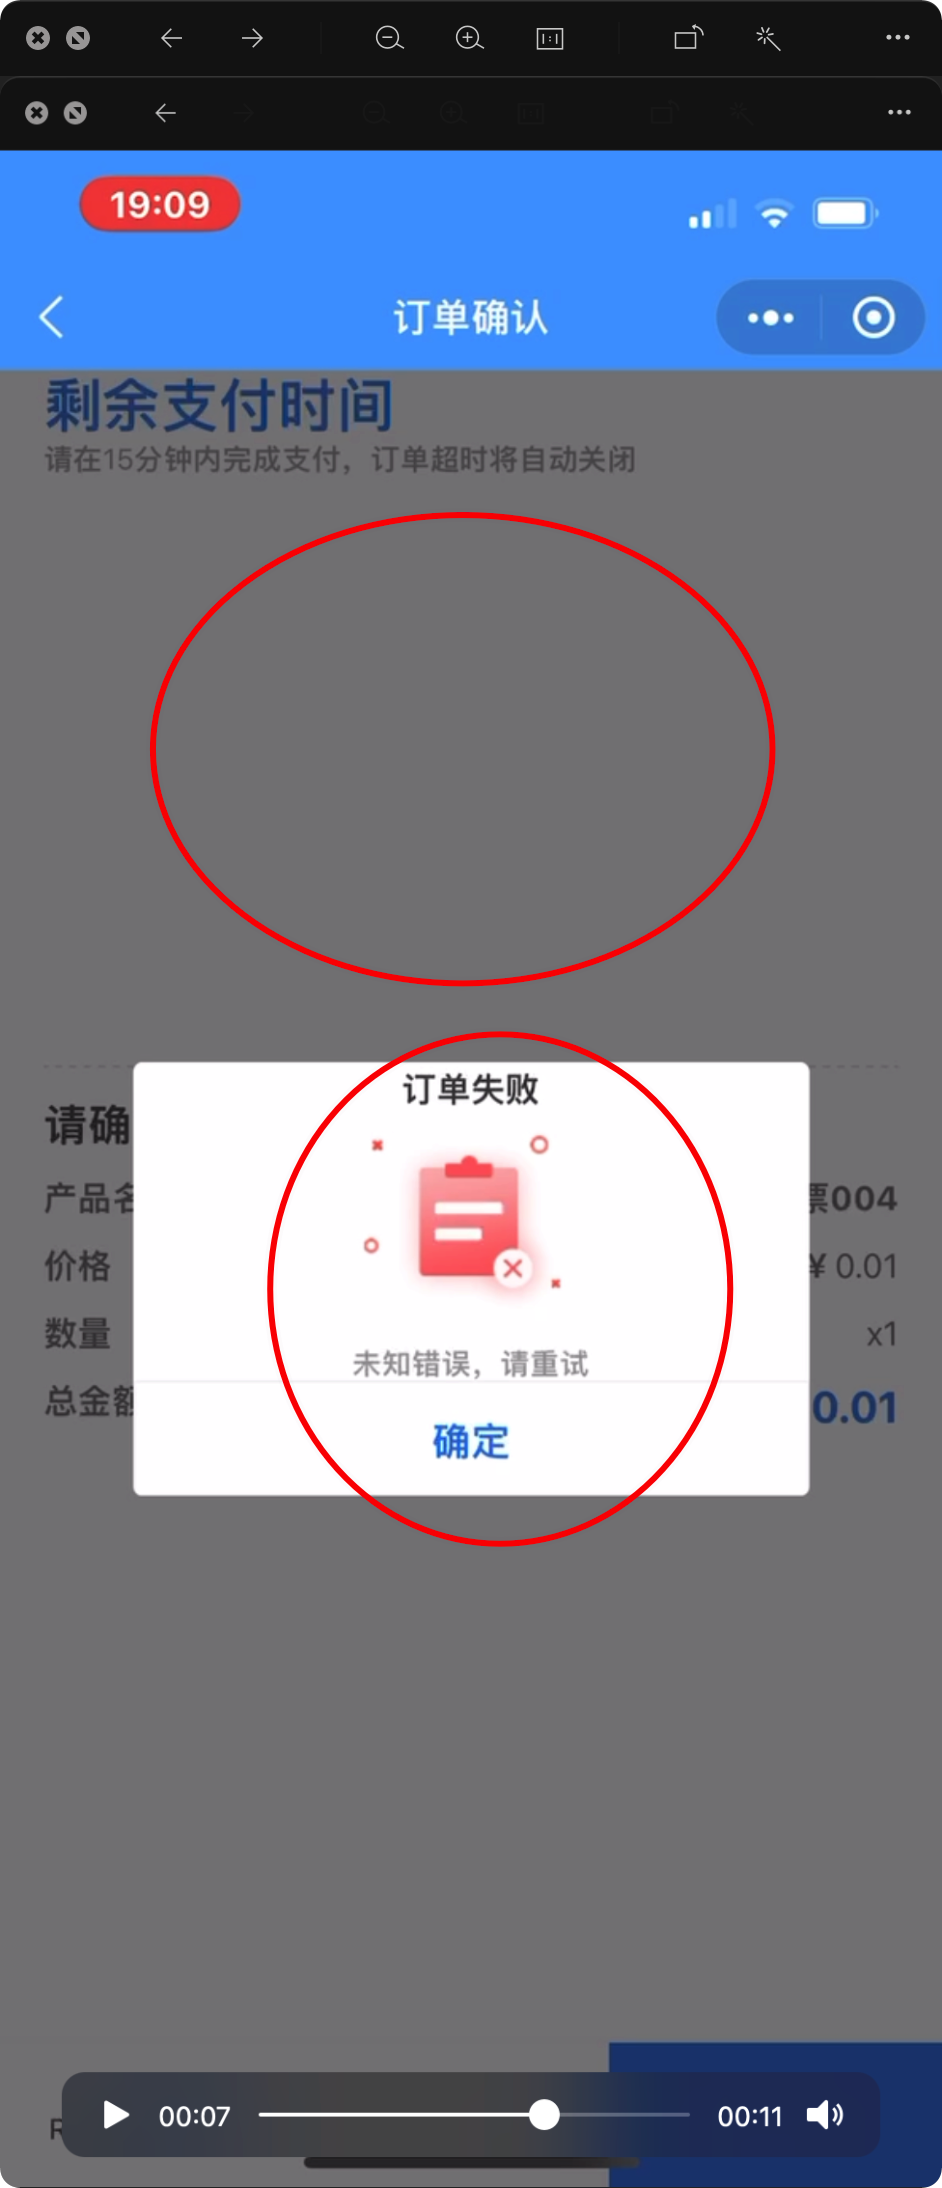 19:09
订单确认
剩余支付时间
请在15分钟内完成支付，订单超时将自动关闭
订单失败
请确
产品名
票004
价格
¥ 0.01
数量
x1
总金额
0.01
未知错误，请重试
确定
00:07
00:11